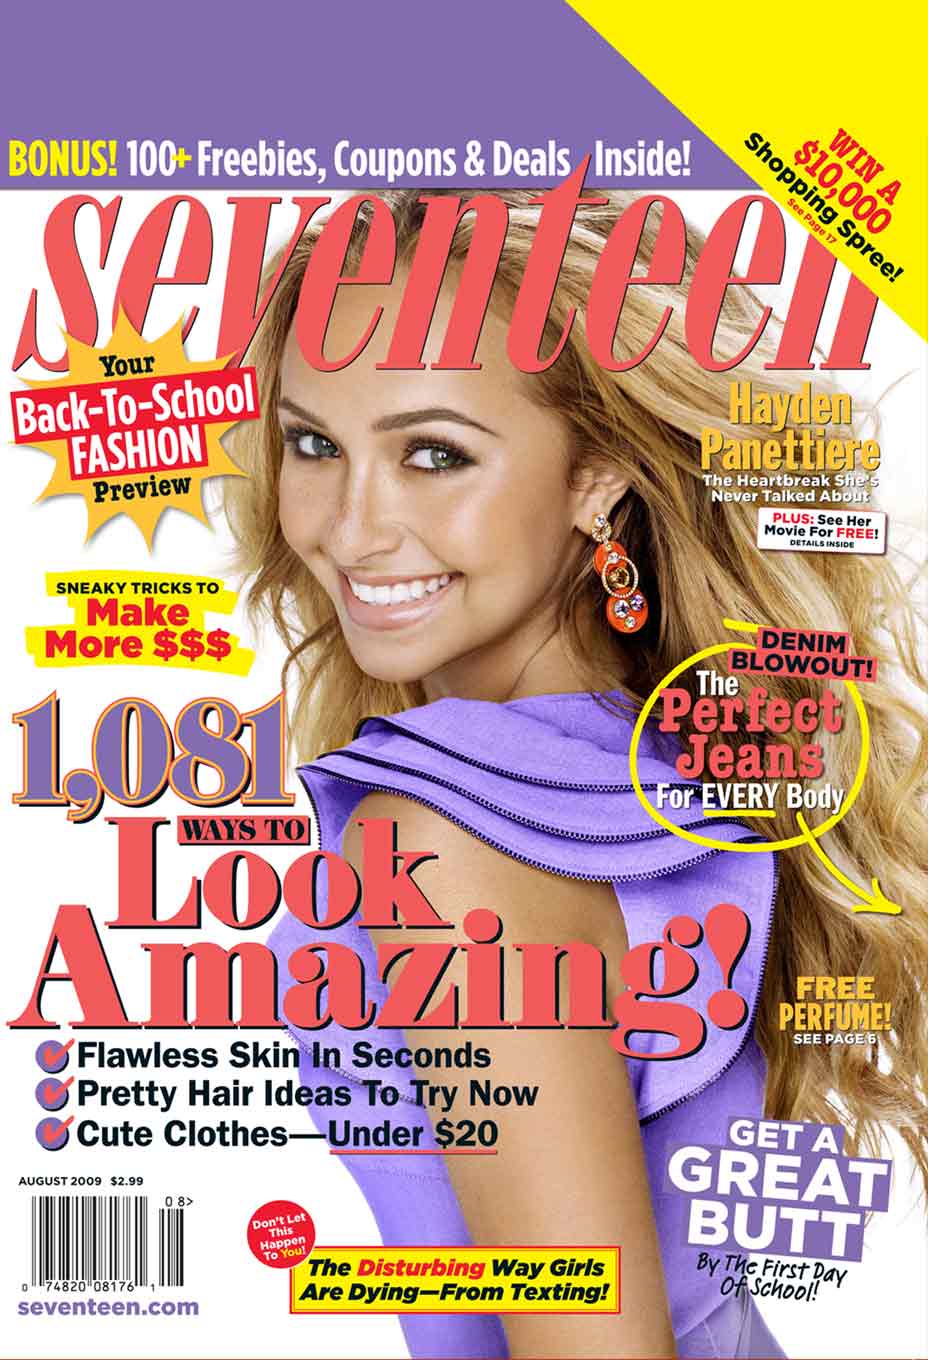 BONUS! 100+ Freebies, Coupons & Deals Inside!
WIN A
$10,000
Shopping Spree!
See Page 17
seventeen
Your
Back-To-School
FASHION
Preview
Hayden
Panettiere
The Heartbreak She's
Never Talked About
PLUS: See Her
Movie For FREE!
DETAILS INSIDE
SNEAKY TRICKS TO
Make
More $$$
DENIM
BLOWOUT!
The
Perfect
Jeans
For EVERY Body
1,081
WAYS TO
Look
Amazing!
Flawless Skin In Seconds
Pretty Hair Ideas To Try Now
Cute Clothes—Under $20
FREE
PERFUME!
SEE PAGE 6
GET A
GREAT
BUTT
By The First Day
Of School!
AUGUST 2009 $2.99
08>
0 74820 08176 1
seventeen.com
Don't Let
This
Happen
To You!
The Disturbing Way Girls
Are Dying—From Texting!